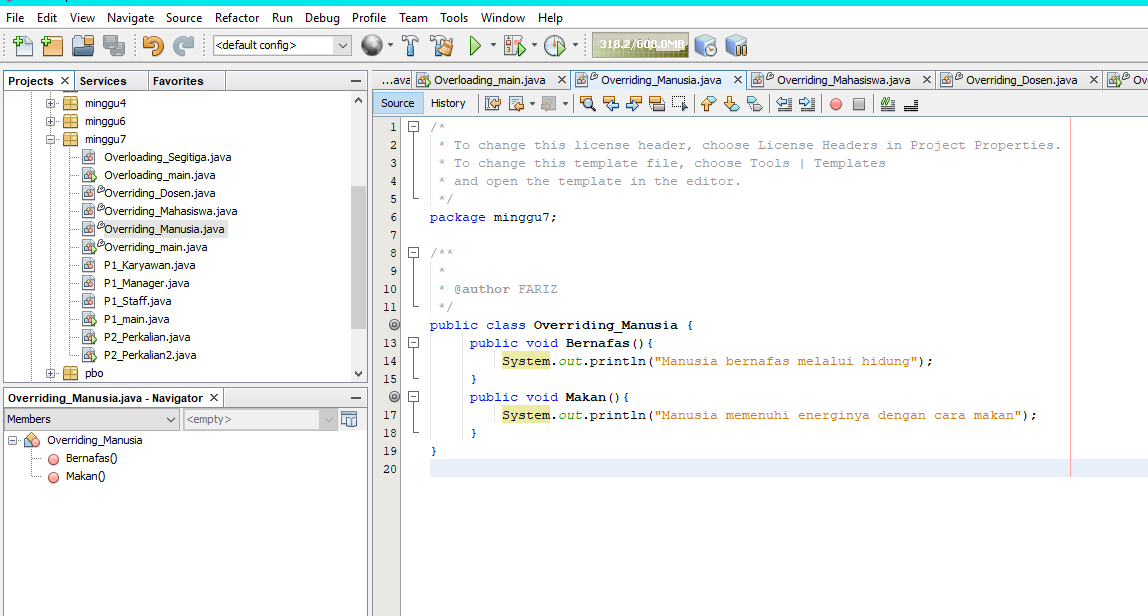 File Edit View Navigate Source Refactor Run Debug Profile Team Tools Window Help
<default config>
318.2/608.0MB
Projects Services Favorites
minggu4
minggu6
minggu7
Overloading_Segitiga.java
Overloading_main.java
Overriding_Dosen.java
Overriding_Mahasiswa.java
Overriding_Manusia.java
Overriding_main.java
P1_Karyawan.java
P1_Manager.java
P1_Staff.java
P1_main.java
P2_Perkalian.java
P2_Perkalian2.java
pbo
Overriding_Manusia.java - Navigator
Members <empty>
Overriding_Manusia
Bernafas()
Makan()
...ava Overloading_main.java Overriding_Manusia.java Overriding_Mahasiswa.java Overriding_Dosen.java Ov
Source History
1 /*
2 * To change this license header, choose License Headers in Project Properties.
3 * To change this template file, choose Tools | Templates
4 * and open the template in the editor.
5 */
6 package minggu7;
7
8 /**
9 *
10 * @author FARIZ
11 */
public class Overriding_Manusia {
13 public void Bernafas(){
14 System.out.println("Manusia bernafas melalui hidung");
15 }
public void Makan(){
17 System.out.println("Manusia memenuhi energinya dengan cara makan");
18 }
19 }
20